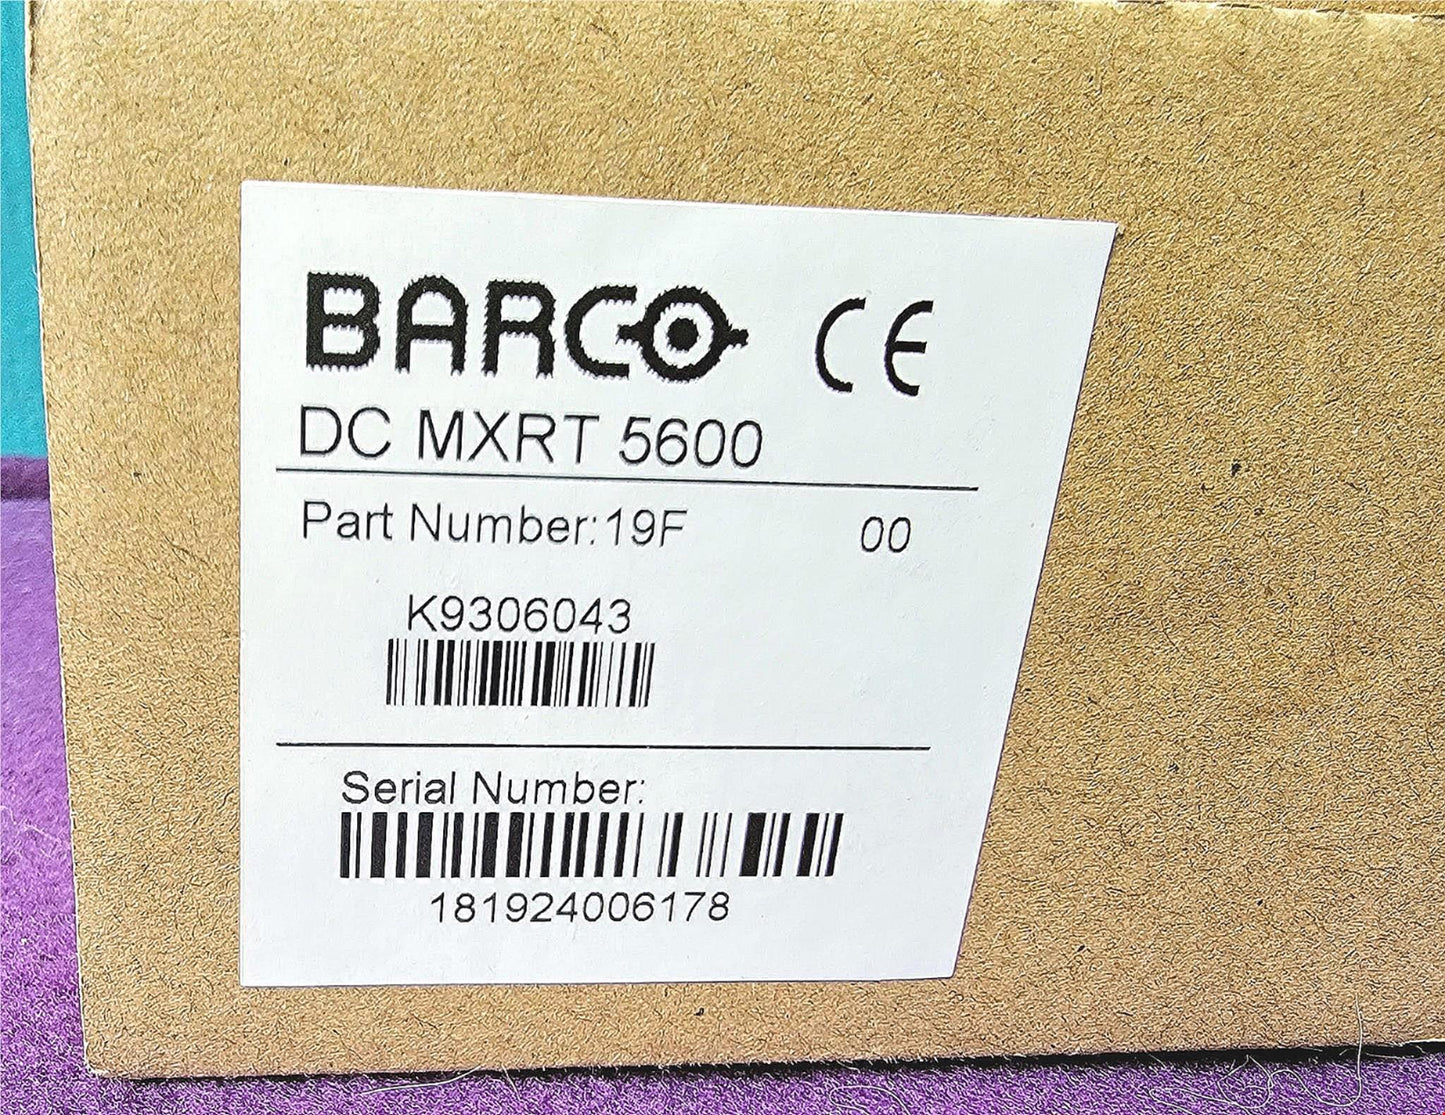 BARCO CE
DC MXRT 5600
Part Number:19F 00
K9306043
Serial Number:
181924006178